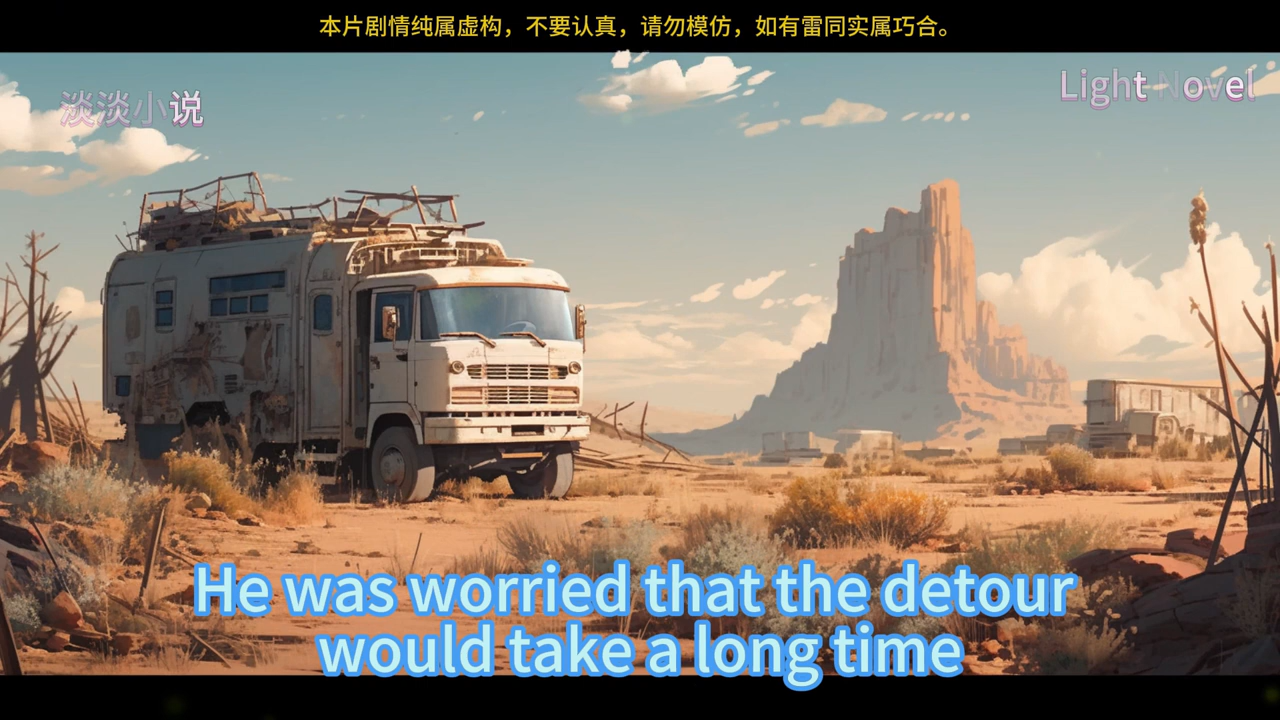 本片剧情纯属虚构，不要认真，请勿模仿，如有雷同实属巧合。
淡淡小说
Light Novel
He was worried that the detour
would take a long time